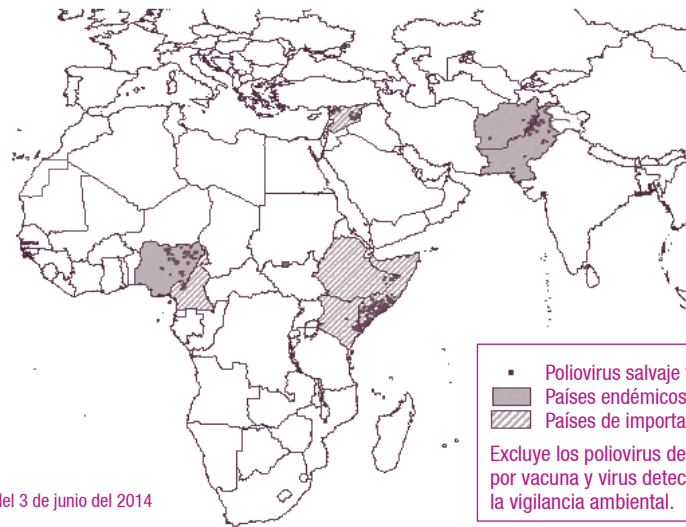 Poliovirus salvaje
Países endémicos
Países de importa
Excluye los poliovirus de
por vacuna y virus detec
la vigilancia ambiental.
del 3 de junio del 2014